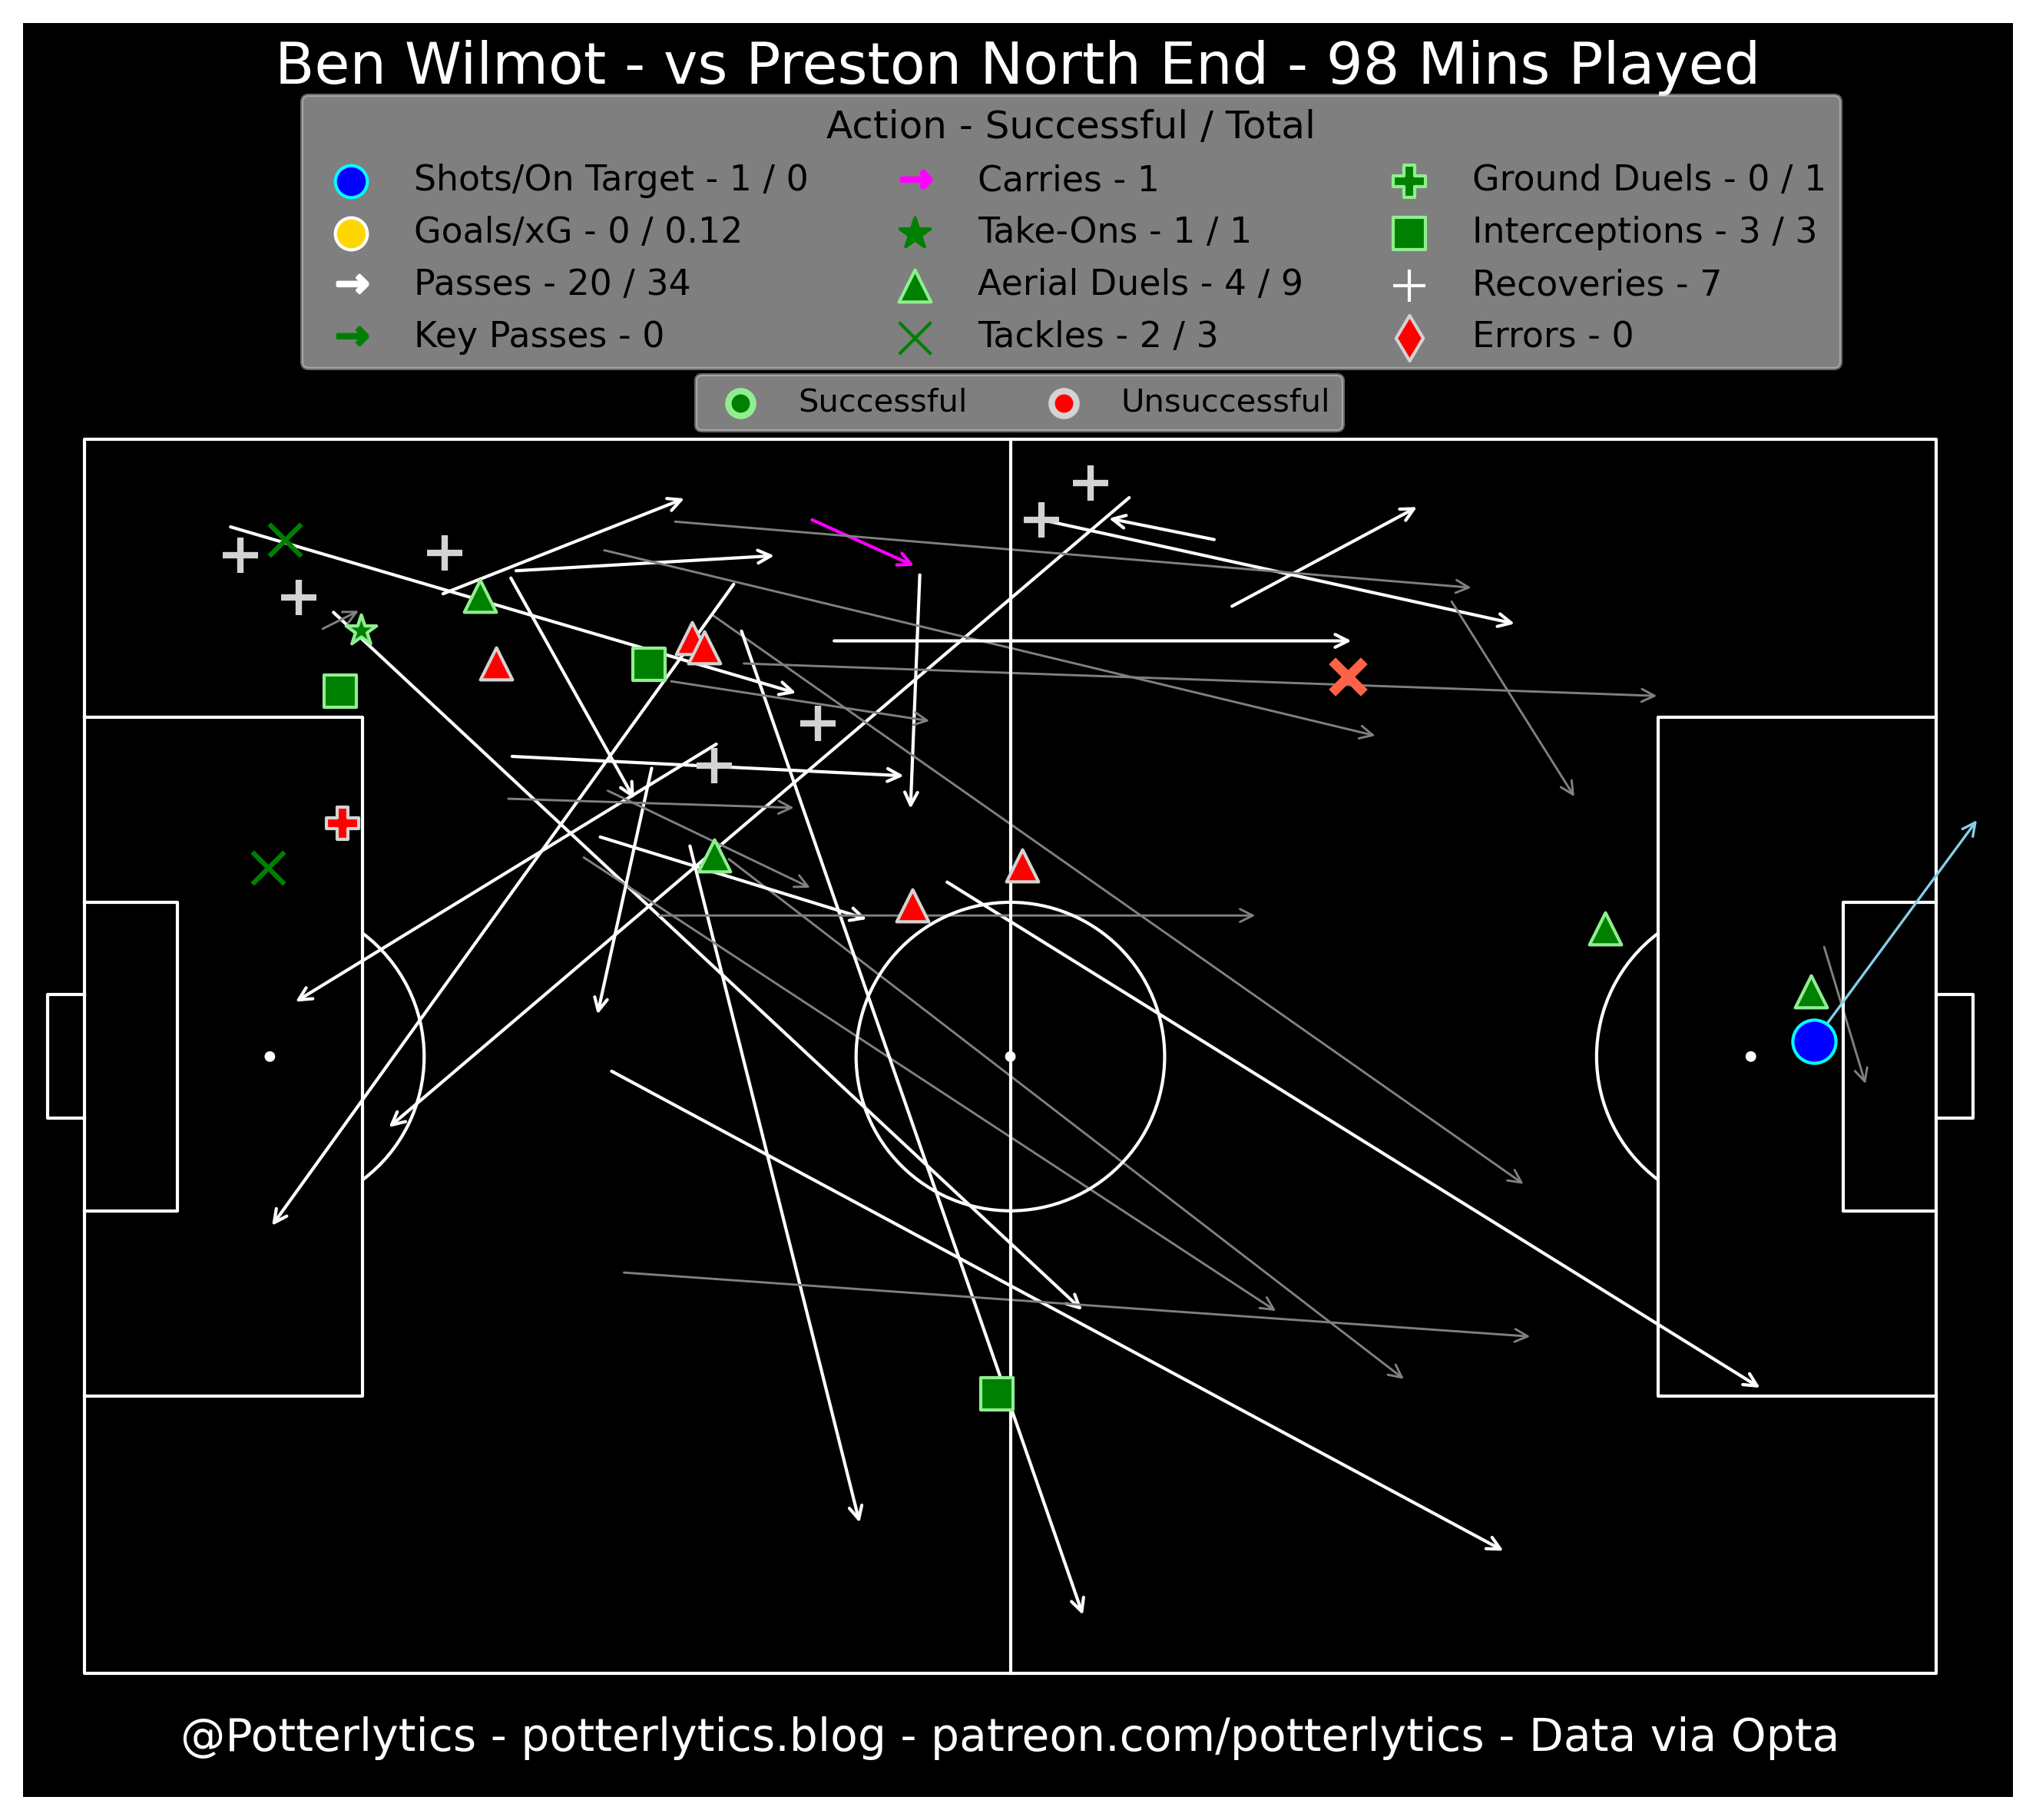 Ben Wilmot - vs Preston North End - 98 Mins Played
Action - Successful / Total
Shots/On Target - 1 / 0
Goals/xG - 0 / 0.12
Passes - 20 / 34
Key Passes - 0
Carries - 1
Take-Ons - 1 / 1
Aerial Duels - 4 / 9
Tackles - 2 / 3
Ground Duels - 0 / 1
Interceptions - 3 / 3
Recoveries - 7
Errors - 0
Successful
Unsuccessful
@Potterlytics - potterlytics.blog - patreon.com/potterlytics - Data via Opta